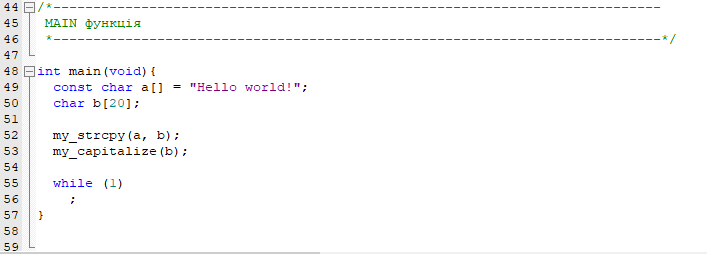 44 /*-----------------------------------------------------------------------------
45  MAIN функція
46  *-----------------------------------------------------------------------------*/
47
48 int main(void){
49   const char a[] = "Hello world!";
50   char b[20];
51
52   my_strcpy(a, b);
53   my_capitalize(b);
54
55   while (1)
56     ;
57 }
58
59